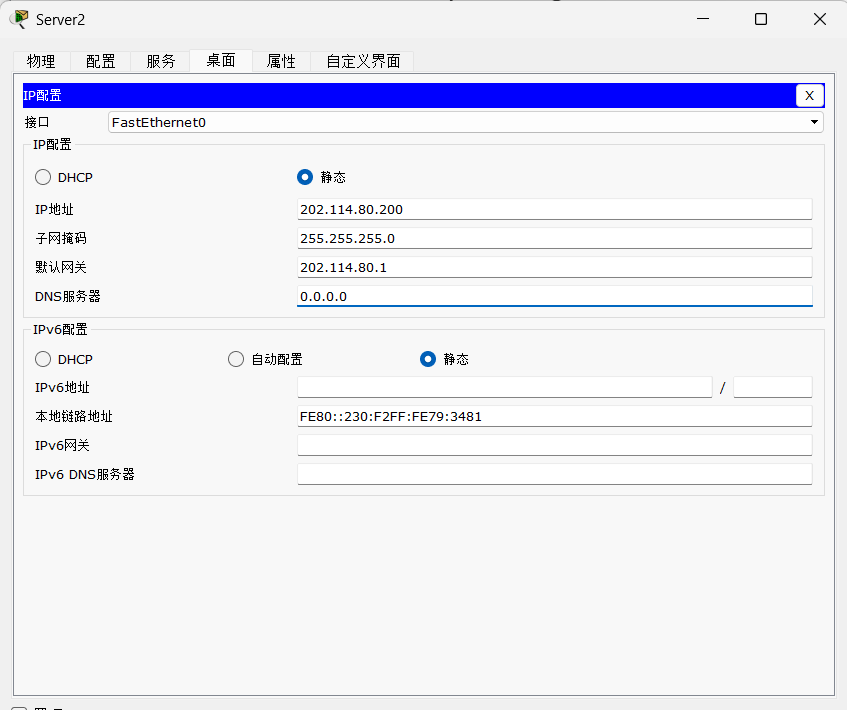 Server2
物理 配置 服务 桌面 属性 自定义界面
IP配置 X
接口 FastEthernet0
IP配置
DHCP 静态
IP地址 202.114.80.200
子网掩码 255.255.255.0
默认网关 202.114.80.1
DNS服务器 0.0.0.0
IPv6配置
DHCP 自动配置 静态
IPv6地址 /
本地链路地址 FE80::230:F2FF:FE79:3481
IPv6网关
IPv6 DNS服务器